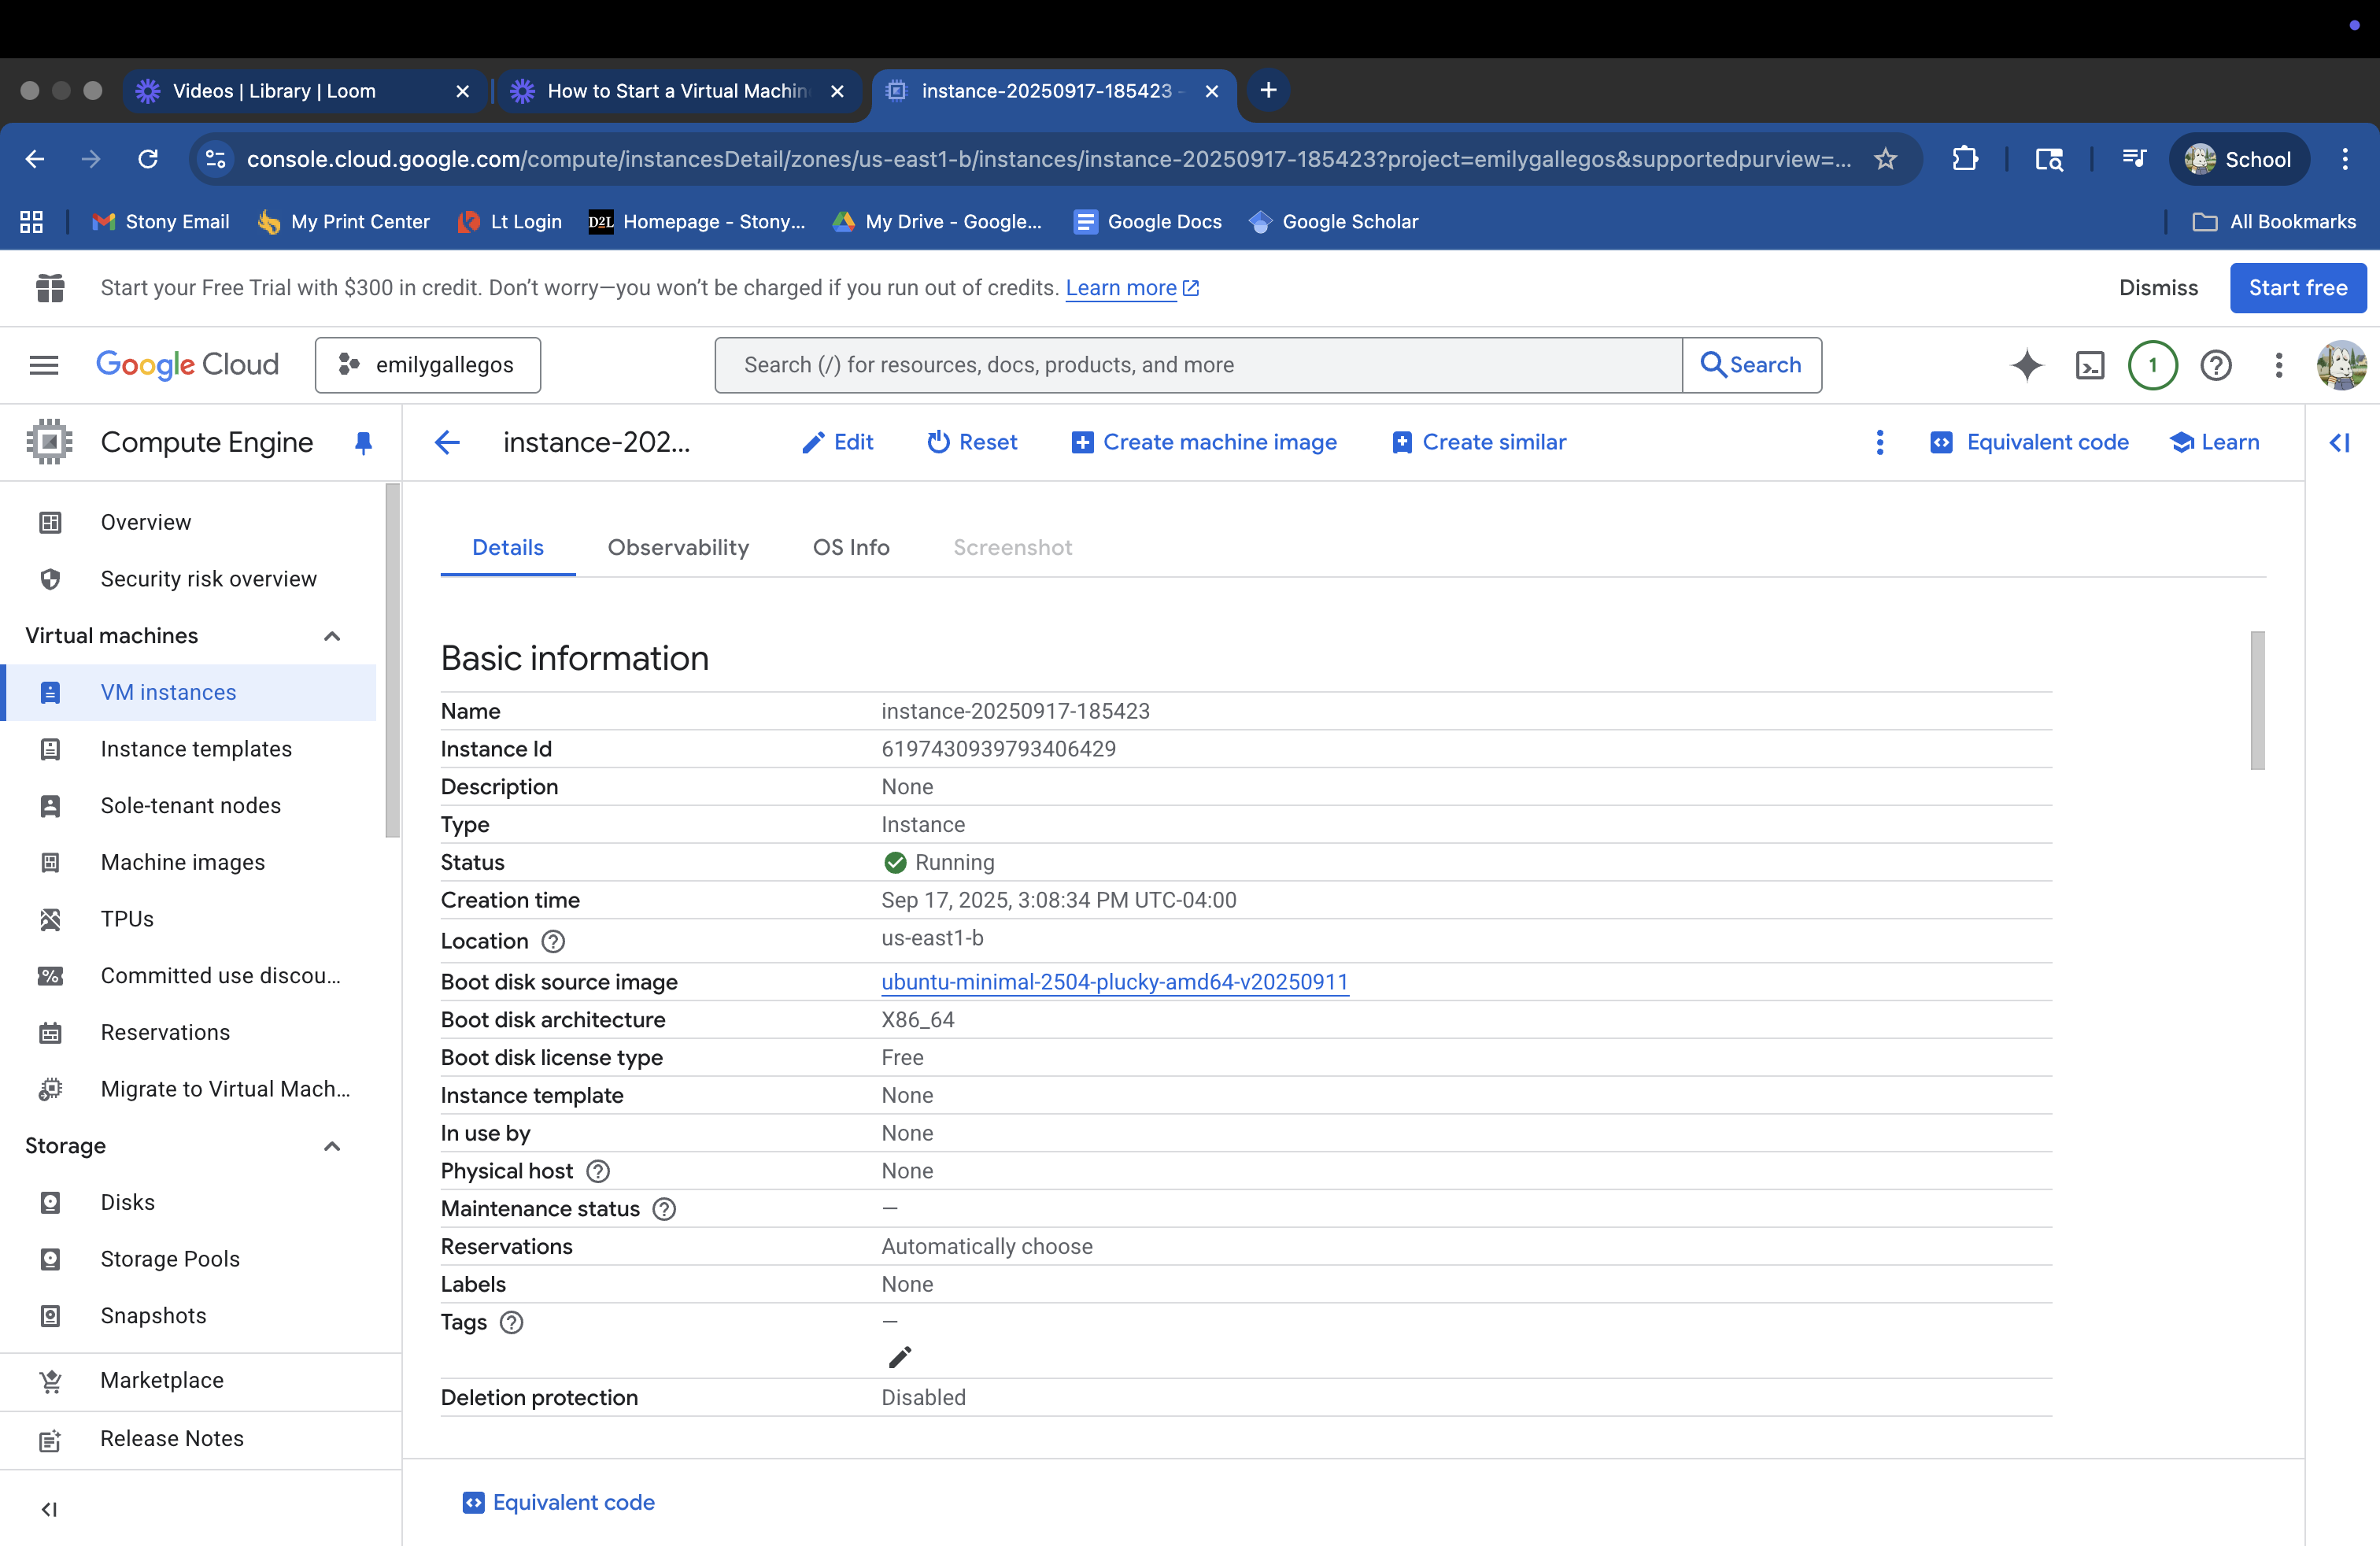 Videos | Library | Loom
How to Start a Virtual Machin
instance-20250917-185423 -
console.cloud.google.com/compute/instancesDetail/zones/us-east1-b/instances/instance-20250917-185423?project=emilygallegos&supportedpurview=...
School
Stony Email
My Print Center
Lt Login
D2L
Homepage - Stony...
My Drive - Google...
Google Docs
Google Scholar
All Bookmarks
Start your Free Trial with $300 in credit. Don’t worry—you won’t be charged if you run out of credits. Learn more
Dismiss
Start free
Google Cloud
emilygallegos
Search (/) for resources, docs, products, and more
Search
1
Compute Engine
instance-202...
Edit
Reset
Create machine image
Create similar
Equivalent code
Learn
Overview
Security risk overview
Virtual machines
VM instances
Instance templates
Sole-tenant nodes
Machine images
TPUs
Committed use discou...
Reservations
Migrate to Virtual Mach...
Storage
Disks
Storage Pools
Snapshots
Marketplace
Release Notes
Details
Observability
OS Info
Screenshot
Basic information
Name instance-20250917-185423
Instance Id 6197430939793406429
Description None
Type Instance
Status Running
Creation time Sep 17, 2025, 3:08:34 PM UTC-04:00
Location us-east1-b
Boot disk source image ubuntu-minimal-2504-plucky-amd64-v20250911
Boot disk architecture X86_64
Boot disk license type Free
Instance template None
In use by None
Physical host None
Maintenance status —
Reservations Automatically choose
Labels None
Tags —
Deletion protection Disabled
Equivalent code